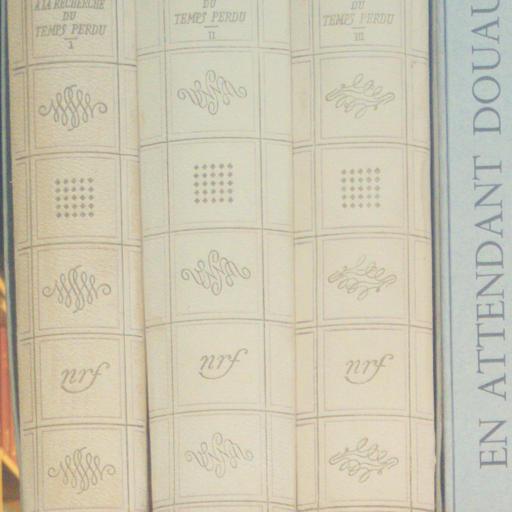 A LA RECHERCHE
DU
TEMPS PERDU
I
DU
TEMPS PERDU
II
DU
TEMPS PERDU
III
nrf
nrf
nrf
EN ATTENDANT DOUAU